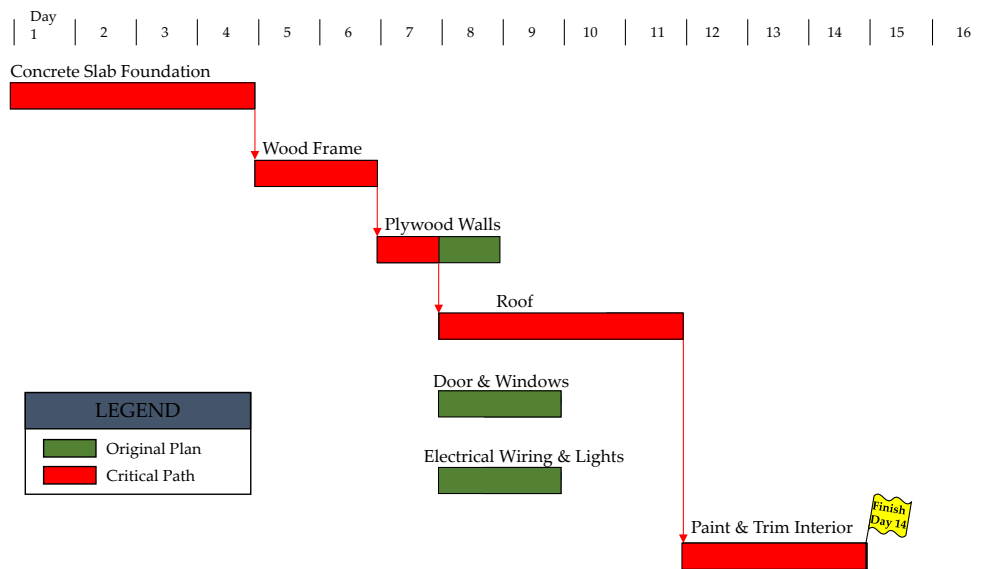 Day
1 2 3 4 5 6 7 8 9 10 11 12 13 14 15 16
Concrete Slab Foundation
Wood Frame
Plywood Walls
Roof
Door & Windows
LEGEND
Original Plan
Critical Path
Electrical Wiring & Lights
Finish
Day 14
Paint & Trim Interior